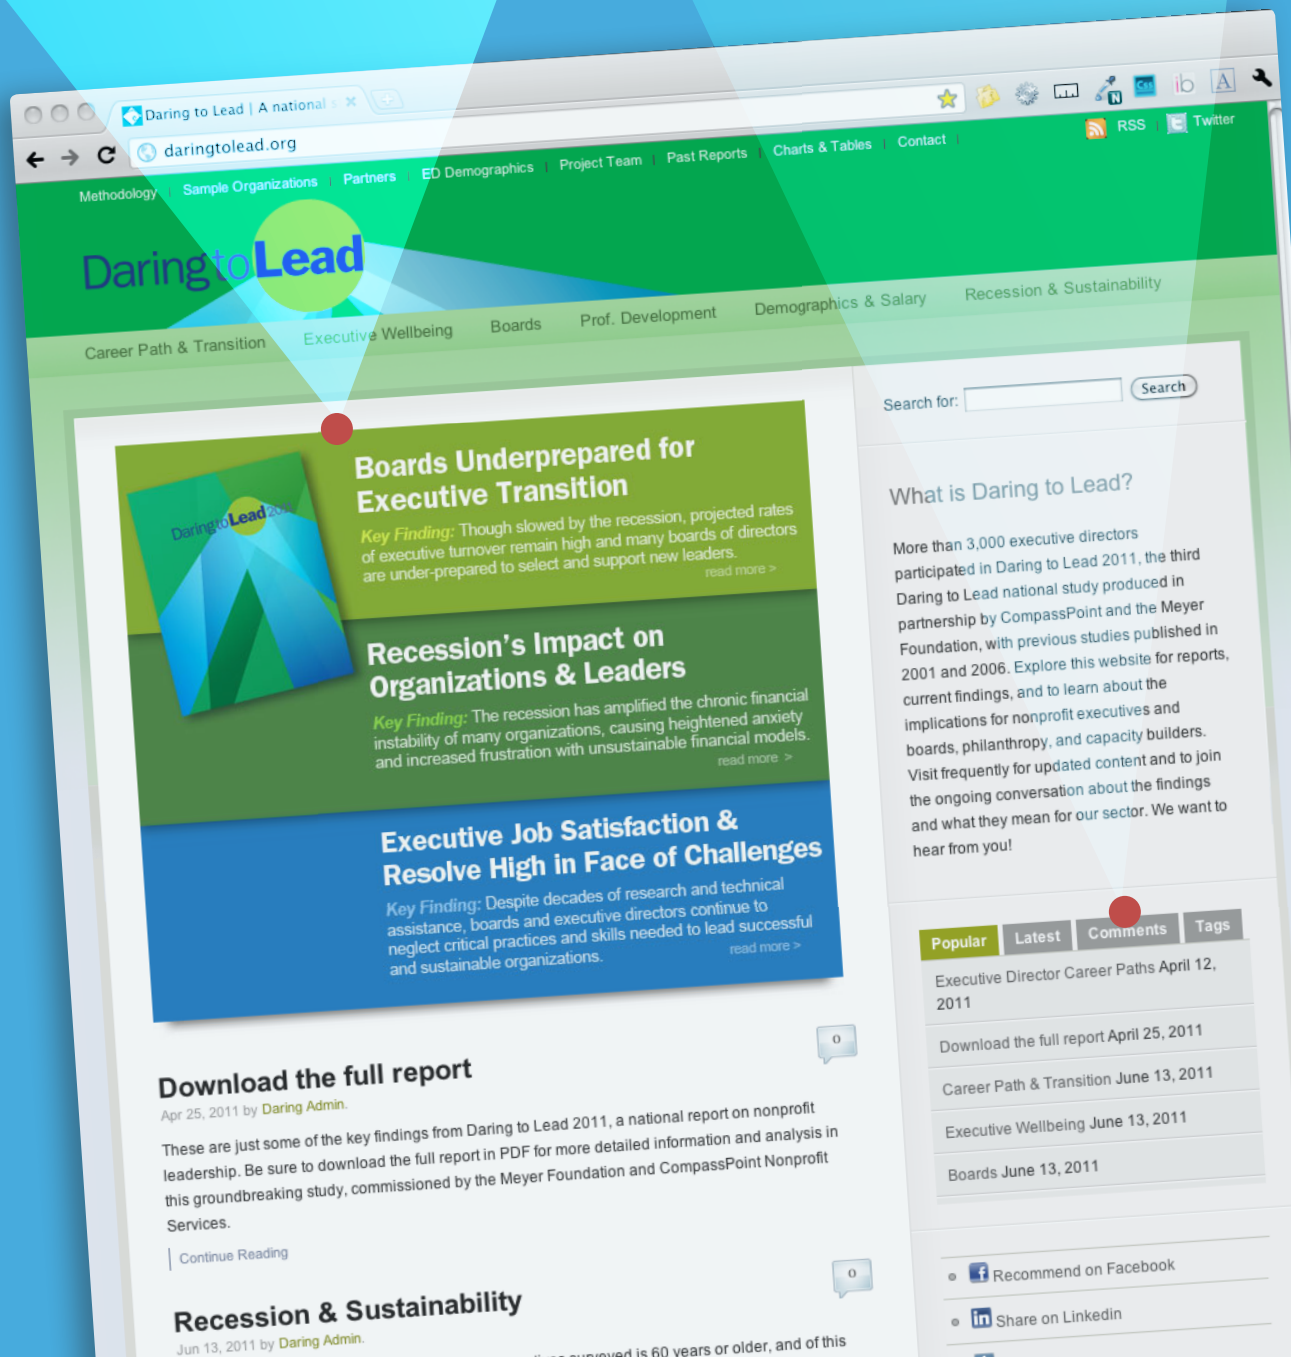 Daring to Lead | A national
daringtolead.org
Methodology | Sample Organizations | Partners | ED Demographics | Project Team | Past Reports | Charts & Tables | Contact |
RSS | Twitter
DaringtoLead
Career Path & Transition Executive Wellbeing Boards Prof. Development Demographics & Salary Recession & Sustainability
Search for: Search
DaringtoLead2011
Boards Underprepared for
Executive Transition
Key Finding: Though slowed by the recession, projected rates
of executive turnover remain high and many boards of directors
are under-prepared to select and support new leaders.
read more >
Recession's Impact on
Organizations & Leaders
Key Finding: The recession has amplified the chronic financial
instability of many organizations, causing heightened anxiety
and increased frustration with unsustainable financial models.
read more >
Executive Job Satisfaction &
Resolve High in Face of Challenges
Key Finding: Despite decades of research and technical
assistance, boards and executive directors continue to
neglect critical practices and skills needed to lead successful
and sustainable organizations.
read more >
What is Daring to Lead?
More than 3,000 executive directors
participated in Daring to Lead 2011, the third
Daring to Lead national study produced in
partnership by CompassPoint and the Meyer
Foundation, with previous studies published in
2001 and 2006. Explore this website for reports,
current findings, and to learn about the
implications for nonprofit executives and
boards, philanthropy, and capacity builders.
Visit frequently for updated content and to join
the ongoing conversation about the findings
and what they mean for our sector. We want to
hear from you!
Popular Latest Comments Tags
Executive Director Career Paths April 12,
2011
Download the full report April 25, 2011
Career Path & Transition June 13, 2011
Executive Wellbeing June 13, 2011
Boards June 13, 2011
Download the full report
0
Apr 25, 2011 by Daring Admin.
These are just some of the key findings from Daring to Lead 2011, a national report on nonprofit
leadership. Be sure to download the full report in PDF for more detailed information and analysis in
this groundbreaking study, commissioned by the Meyer Foundation and CompassPoint Nonprofit
Services.
Continue Reading
Recession & Sustainability
0
Jun 13, 2011 by Daring Admin.
surveyed is 60 years or older, and of this
Recommend on Facebook
Share on Linkedin